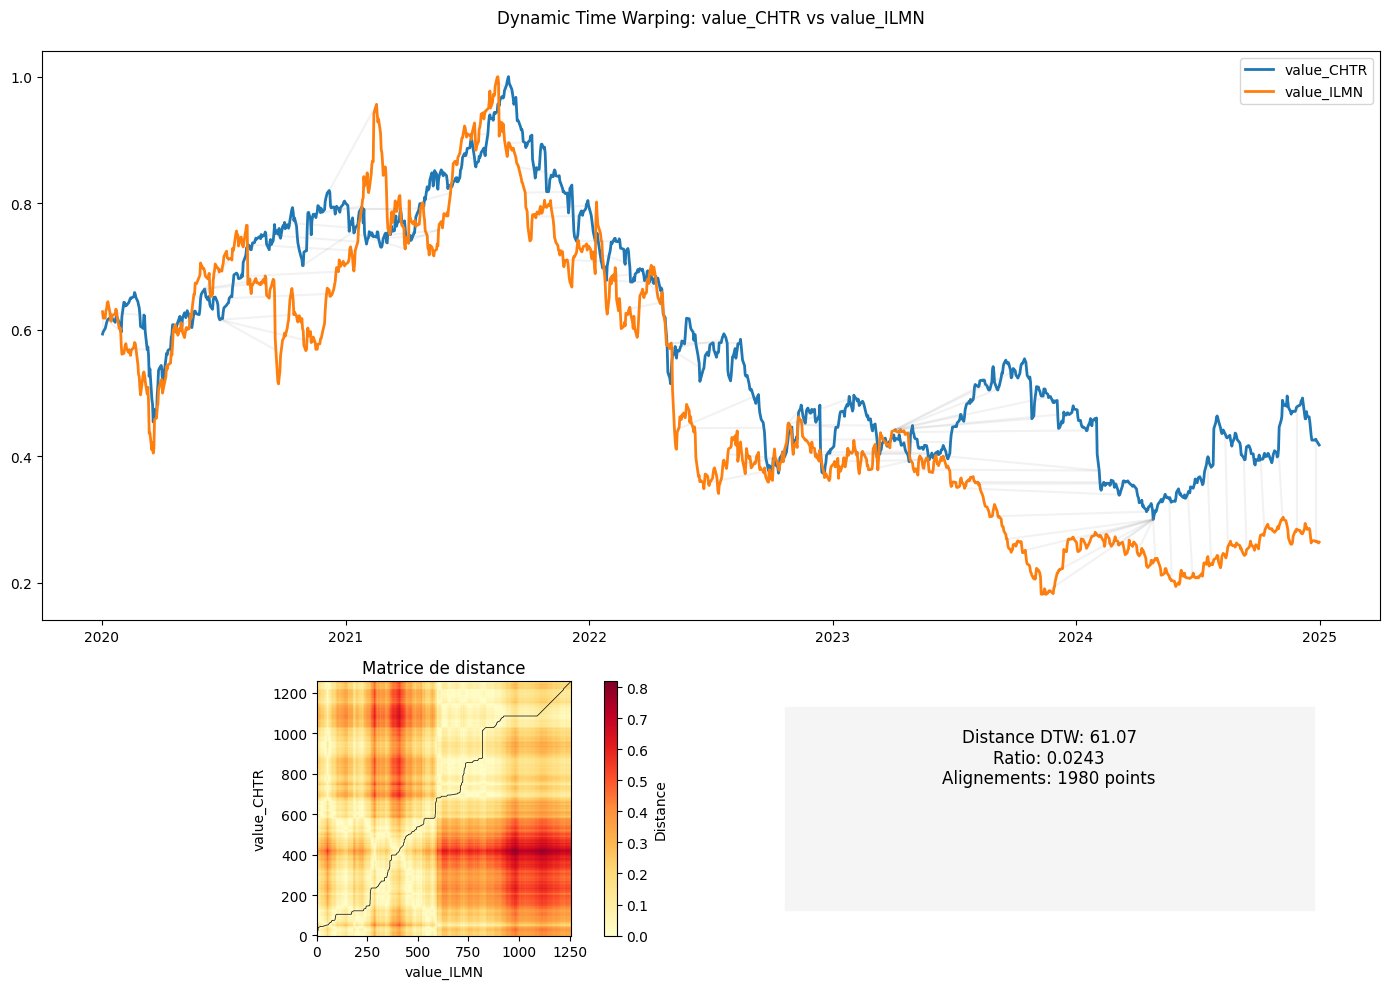 Dynamic Time Warping: value_CHTR vs value_ILMN
value_CHTR
value_ILMN
1.0
0.8
0.6
0.4
0.2
2020 2021 2022 2023 2024 2025
Matrice de distance
value_CHTR
1200
1000
800
600
400
200
0
0 250 500 750 1000 1250
value_ILMN
0.8
0.7
0.6
0.5
0.4
0.3
0.2
0.1
0.0
Distance
Distance DTW: 61.07
Ratio: 0.0243
Alignements: 1980 points